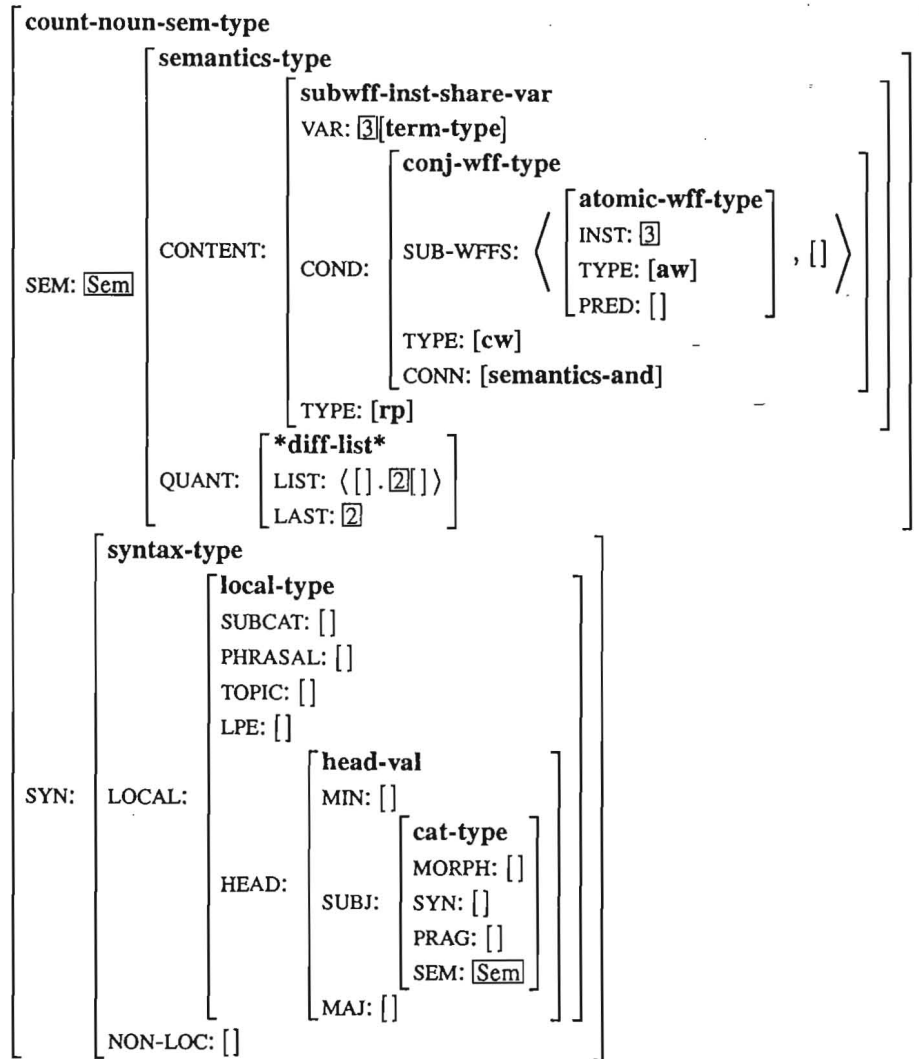 count-noun-sem-type
semantics-type
subwff-inst-share-var
VAR: 3[term-type]
conj-wff-type
atomic-wff-type
INST: 3
CONTENT:
SUB-WFFS: ⟨ , [] ⟩
COND:
TYPE: [aw]
SEM: Sem
PRED: []
TYPE: [cw]
CONN: [semantics-and]
TYPE: [rp]
*diff-list*
QUANT: LIST: ⟨[] . 2[]⟩
LAST: 2
syntax-type
local-type
SUBCAT: []
PHRASAL: []
TOPIC: []
LPE: []
head-val
SYN: LOCAL: MIN: []
cat-type
MORPH: []
HEAD:
SUBJ: SYN: []
PRAG: []
SEM: Sem
MAJ: []
NON-LOC: []